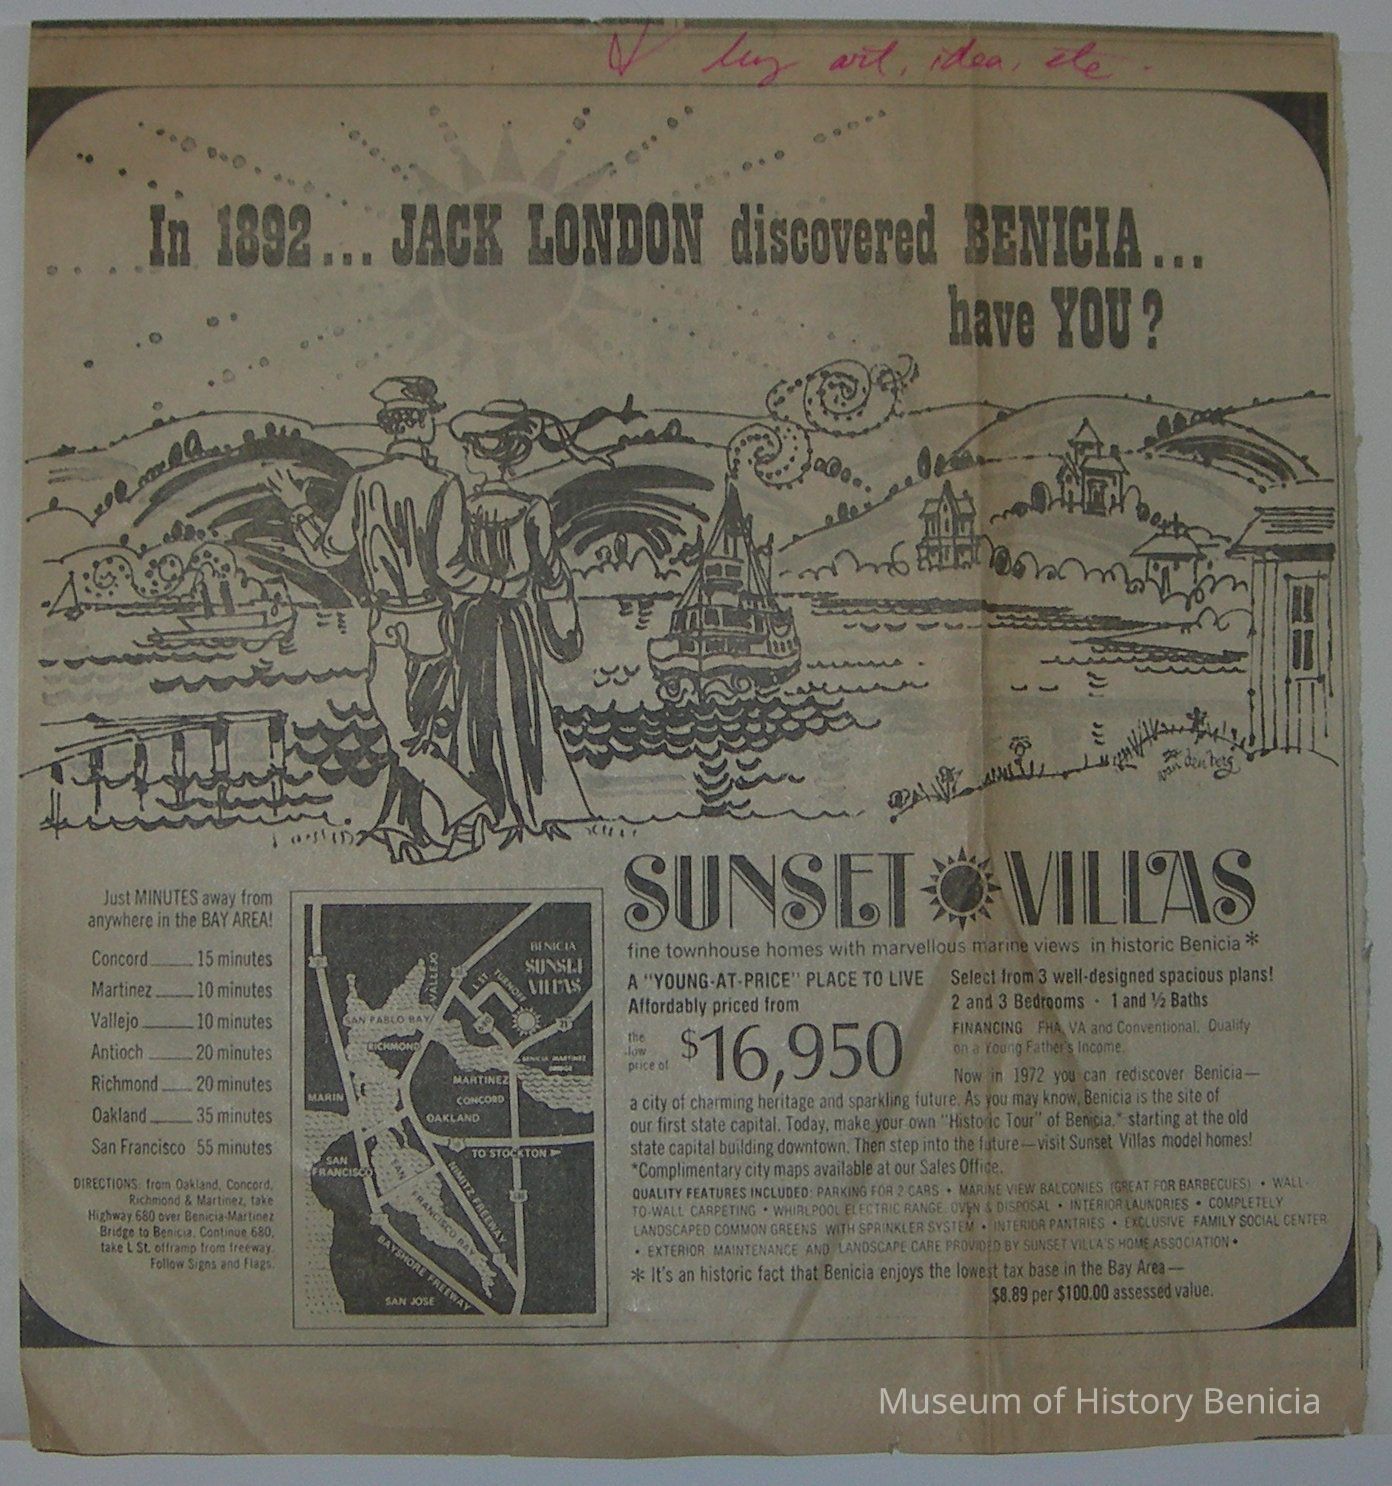 art, idea, etc.
In 1892... JACK LONDON discovered BENICIA...
have YOU?
van den berg
Just MINUTES away from
anywhere in the BAY AREA!
Concord 15 minutes
Martinez 10 minutes
Vallejo 10 minutes
Antioch 20 minutes
Richmond 20 minutes
Oakland 35 minutes
San Francisco 55 minutes
DIRECTIONS: from Oakland, Concord,
Richmond & Martinez, take
Highway 680 over Benicia-Martinez
Bridge to Benicia. Continue 680,
take L St. offramp from freeway.
Follow Signs and Flags.
BENICIA
SUNSET
VILLAS
VALLEJO
L ST. TURNOFF
SAN PABLO BAY
RICHMOND
BENICIA MARTINEZ
BRIDGE
MARTINEZ
CONCORD
MARIN
OAKLAND
TO STOCKTON
SAN
FRANCISCO
SAN FRANCISCO BAY
NIMITZ FREEWAY
BAYSHORE FREEWAY
SAN JOSE
SUNSET VILLAS
fine townhouse homes with marvellous marine views in historic Benicia*
A "YOUNG-AT-PRICE" PLACE TO LIVE
Affordably priced from
the
low
price of
$16,950
Select from 3 well-designed spacious plans!
2 and 3 Bedrooms · 1 and ½ Baths
FINANCING FHA, VA and Conventional. Qualify
on a Young Father's Income.
Now in 1972 you can rediscover Benicia—
a city of charming heritage and sparkling future. As you may know, Benicia is the site of
our first state capital. Today, make your own "Historic Tour" of Benicia,* starting at the old
state capital building downtown. Then step into the future—visit Sunset Villas model homes!
*Complimentary city maps available at our Sales Office.
QUALITY FEATURES INCLUDED: PARKING FOR 2 CARS • MARINE VIEW BALCONIES (GREAT FOR BARBECUES) • WALL-
TO-WALL CARPETING • WHIRLPOOL ELECTRIC RANGE, OVEN & DISPOSAL • INTERIOR LAUNDRIES • COMPLETELY
LANDSCAPED COMMON GREENS WITH SPRINKLER SYSTEM • INTERIOR PANTRIES • EXCLUSIVE FAMILY SOCIAL CENTER
• EXTERIOR MAINTENANCE AND LANDSCAPE CARE PROVIDED BY SUNSET VILLA'S HOME ASSOCIATION •
* It's an historic fact that Benicia enjoys the lowest tax base in the Bay Area—
$8.89 per $100.00 assessed value.
Museum of History Benicia